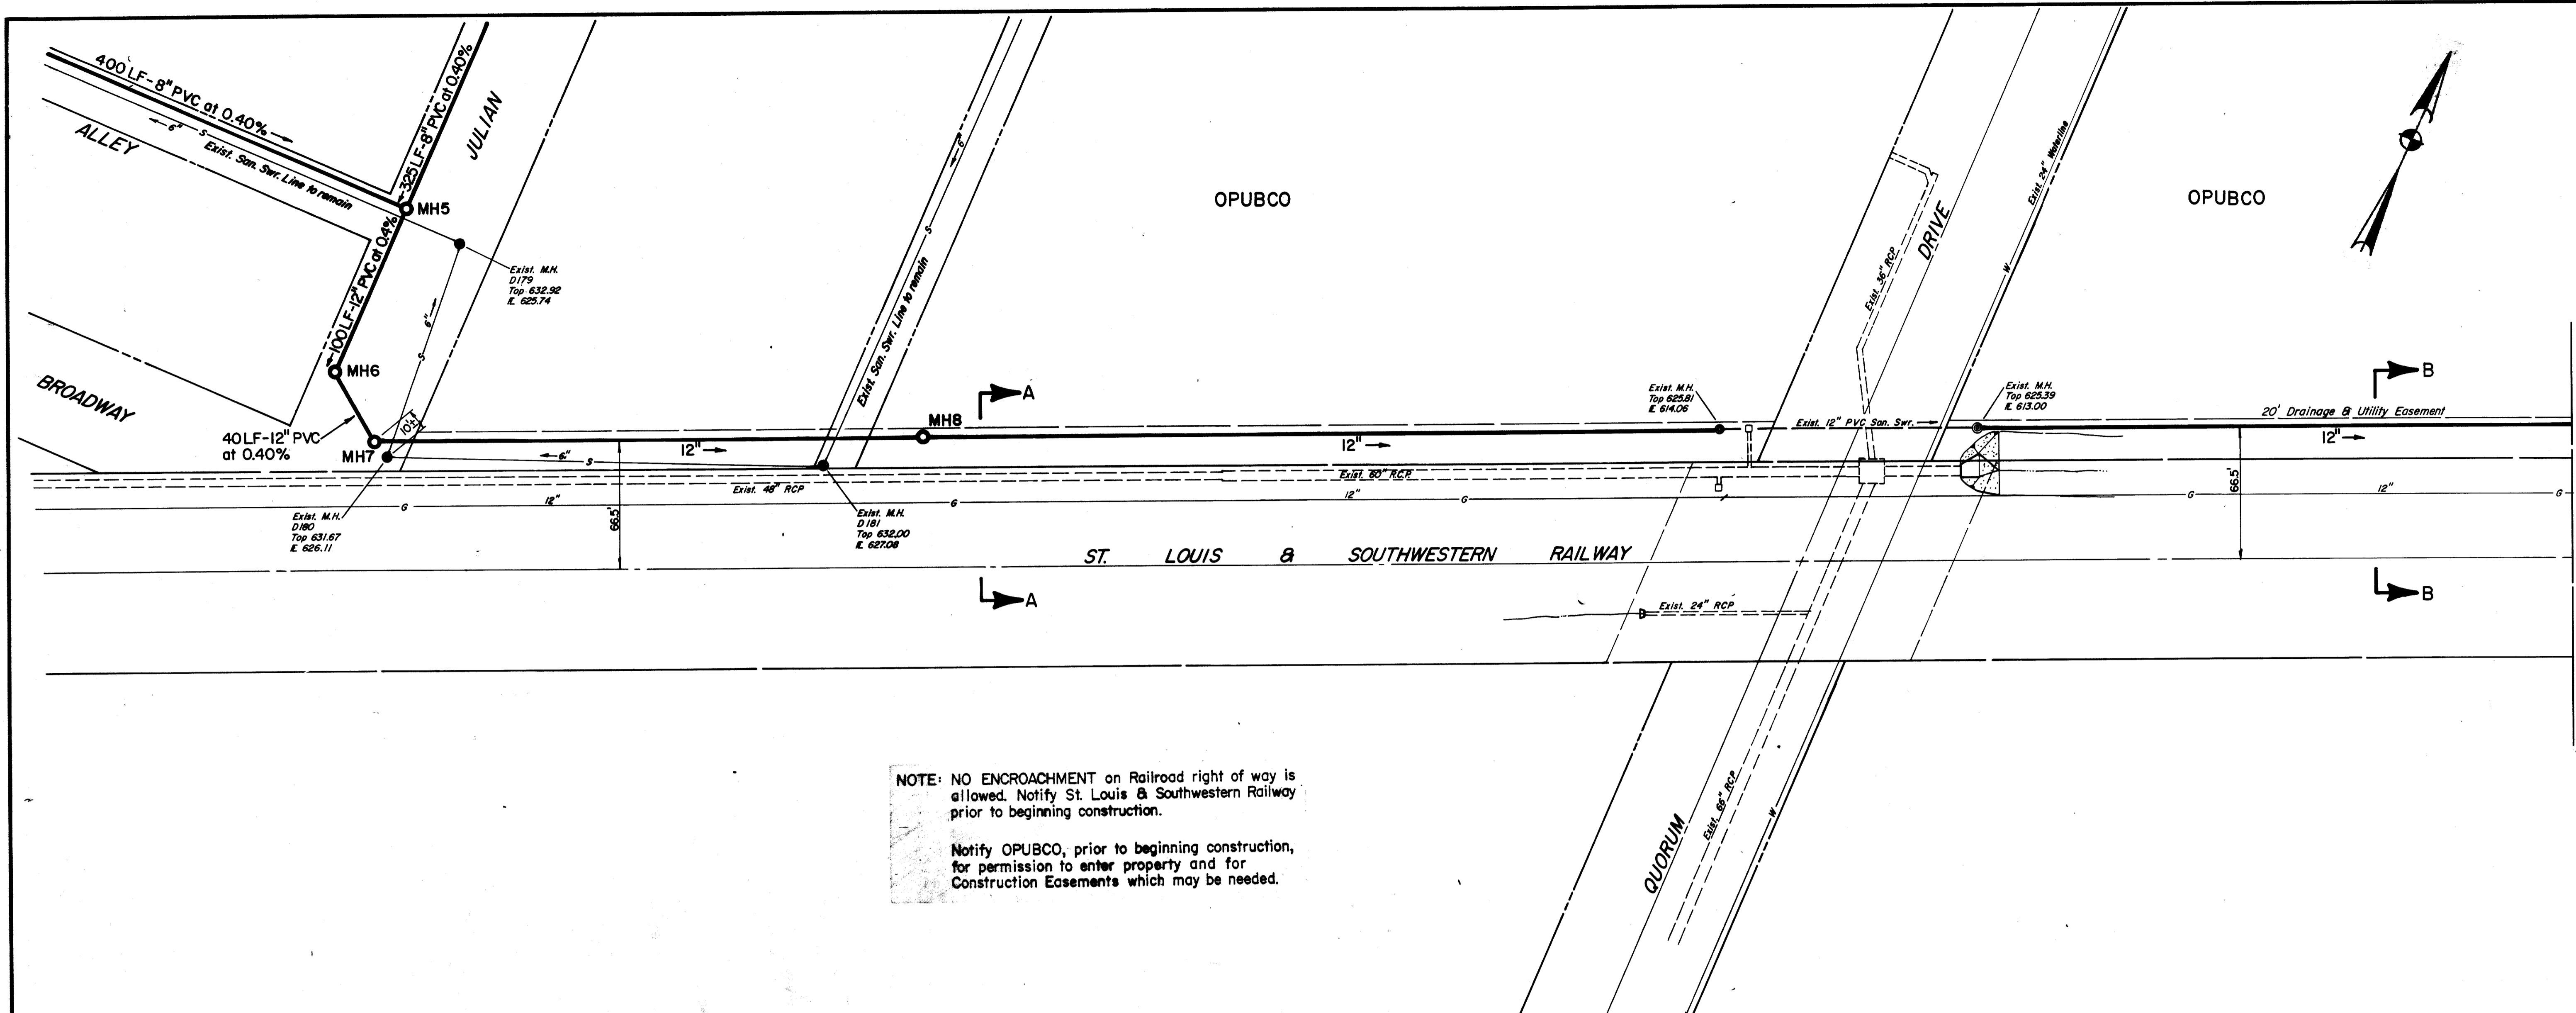 400 LF-8" PVC at 0.40%
6"
S
Exist. San. Swr. Line to remain
ALLEY
325 LF-8" PVC at 0.40%
JULIAN
MH5
100 LF-12" PVC at 0.4%
MH6
BROADWAY
40 LF-12" PVC
at 0.40%
MH7
10'±
6"
S
Exist. M.H.
D179
Top 632.92
IE 625.74
Exist. M.H.
D180
Top 631.67
IE 626.11
12"
6"
S
Exist. 48" RCP
G
12"
66.5'
G
Exist. M.H.
D181
Top 632.00
IE 627.08
6"
S
Exist. San. Swr. Line to remain
MH8
A
A
OPUBCO
12"
Exist. 60" R.C.P.
12"
G
Exist. M.H.
Top 625.81
IE 614.06
Exist. 12" PVC San. Swr.
Exist. 36" RCP
DRIVE
Exist. 24" Waterline
W
OPUBCO
Exist. M.H.
Top 625.39
IE 613.00
20' Drainage & Utility Easement
12"
B
B
66.5'
G
12"
G
ST. LOUIS & SOUTHWESTERN RAILWAY
Exist. 24" RCP
Exist. 66" RCP
W
QUORUM
NOTE: NO ENCROACHMENT on Railroad right of way is
allowed. Notify St. Louis & Southwestern Railway
prior to beginning construction.
Notify OPUBCO, prior to beginning construction,
for permission to enter property and for
Construction Easements which may be needed.